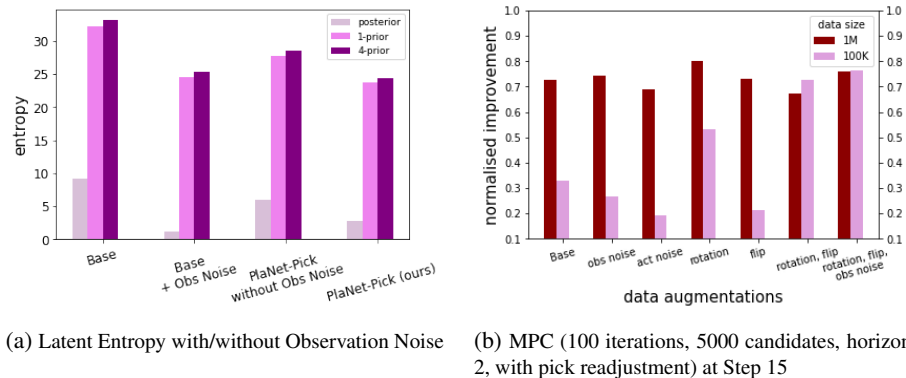 entropy
30
25
20
15
10
5
0
posterior
1-prior
4-prior
Base
Base
+ Obs Noise
PlaNet-Pick
without Obs Noise
PlaNet-Pick (ours)
(a) Latent Entropy with/without Observation Noise
normalised improvement
1.0
0.9
0.8
0.7
0.6
0.5
0.4
0.3
0.2
0.1
data size
1M
100K
1.0
0.9
0.8
0.7
0.6
0.5
0.4
0.3
0.2
0.1
Base
obs noise
act noise
rotation
flip
rotation, flip
rotation, flip,
obs noise
data augmentations
(b) MPC (100 iterations, 5000 candidates, horizon
2, with pick readjustment) at Step 15